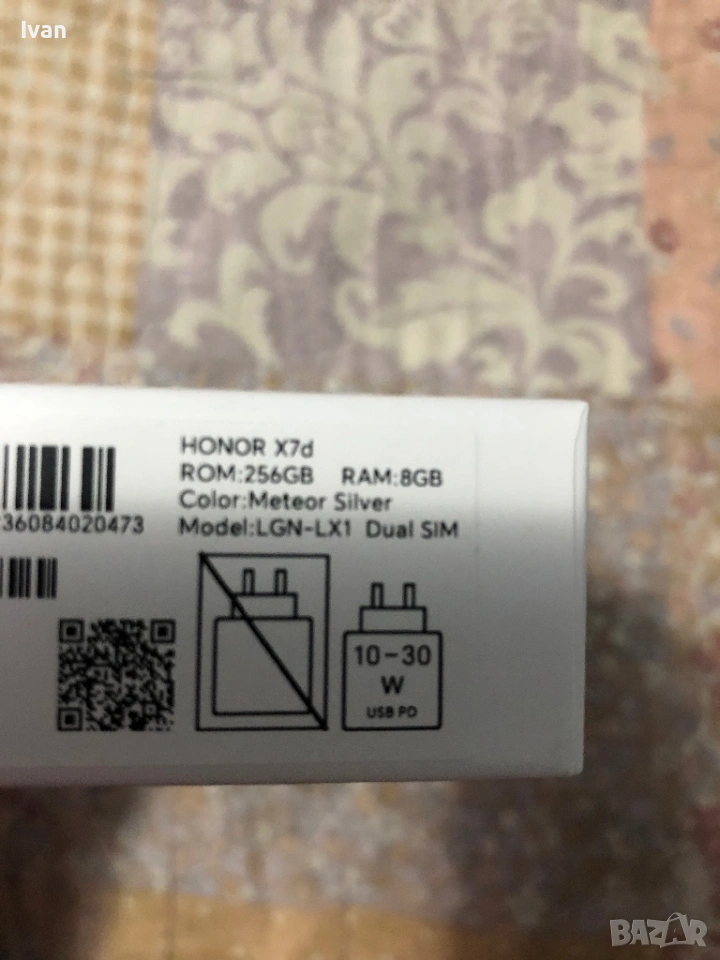 Ivan
HONOR X7d
ROM:256GB RAM:8GB
Color:Meteor Silver
Model:LGN-LX1 Dual SIM
36084020473
10-30
W
USB PD
BAZAR